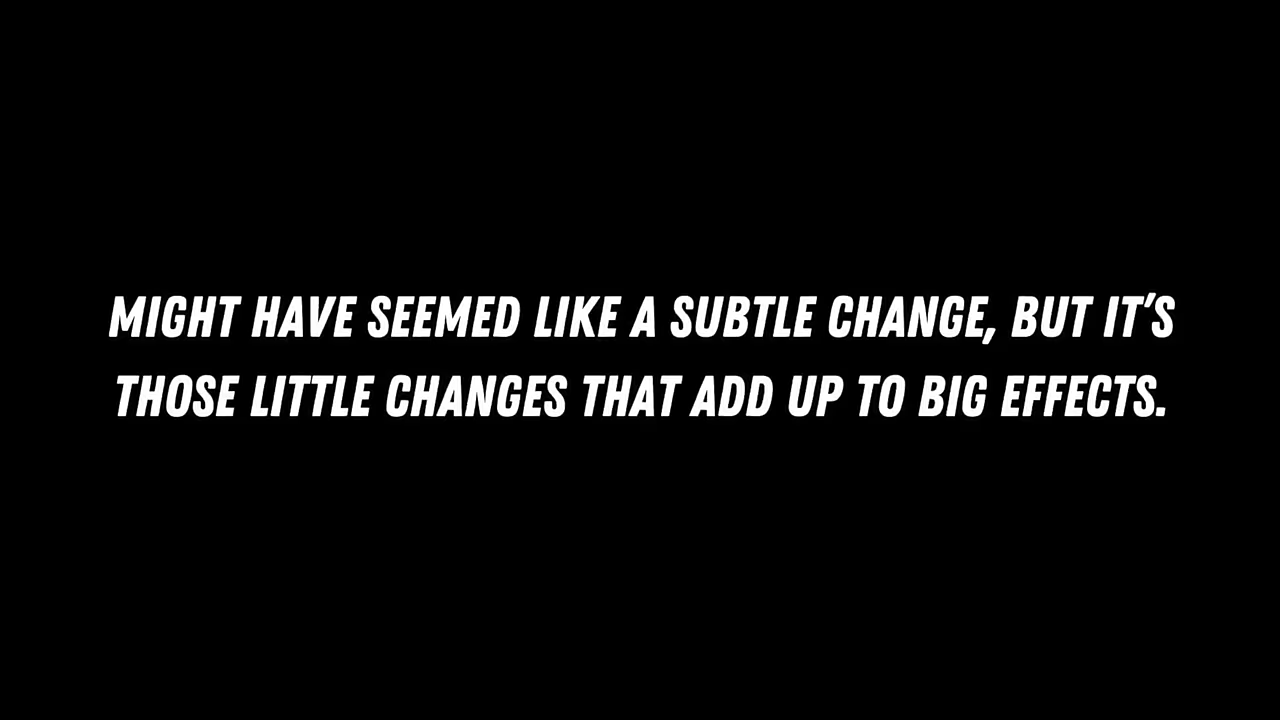 MIGHT HAVE SEEMED LIKE A SUBTLE CHANGE, BUT IT'S
THOSE LITTLE CHANGES THAT ADD UP TO BIG EFFECTS.